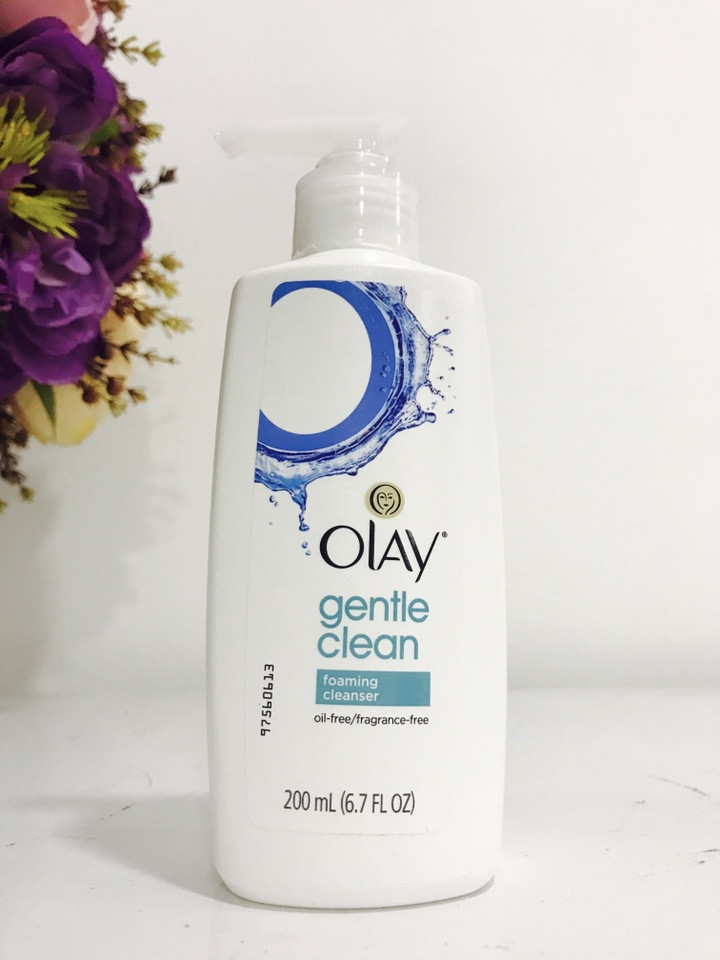 OLAY®
gentle
clean
foaming
cleanser
oil-free/fragrance-free
97560613
200 mL (6.7 FL OZ)